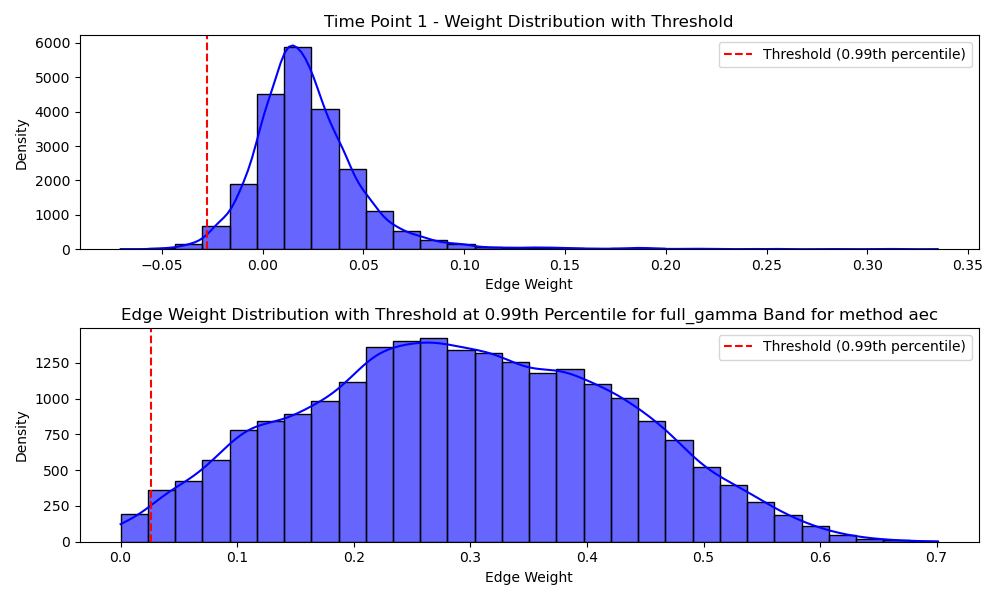 Time Point 1 - Weight Distribution with Threshold
Density
6000
5000
4000
3000
2000
1000
0
Threshold (0.99th percentile)
−0.05 0.00 0.05 0.10 0.15 0.20 0.25 0.30 0.35
Edge Weight
Edge Weight Distribution with Threshold at 0.99th Percentile for full_gamma Band for method aec
Density
1250
1000
750
500
250
0
Threshold (0.99th percentile)
0.0 0.1 0.2 0.3 0.4 0.5 0.6 0.7
Edge Weight